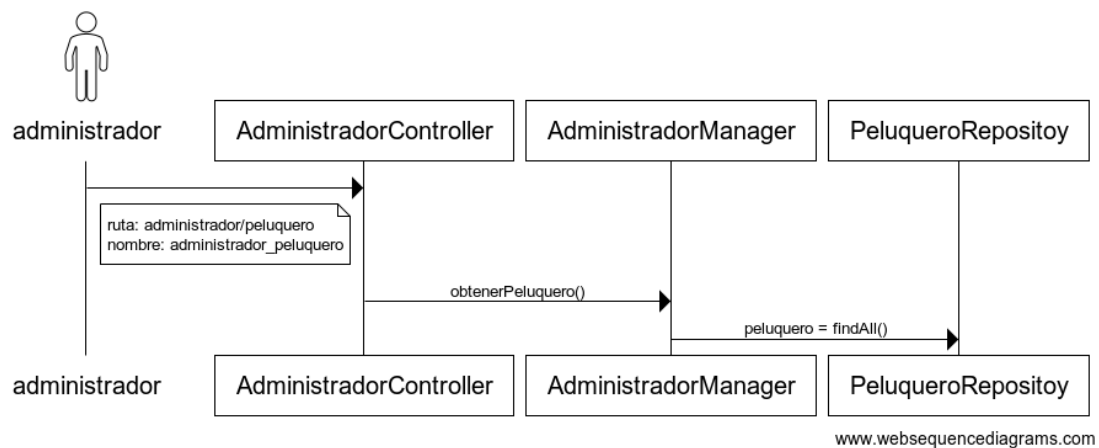 administrador
AdministradorController
AdministradorManager
PeluqueroRepositoy
ruta: administrador/peluquero
nombre: administrador_peluquero
obtenerPeluquero()
peluquero = findAll()
administrador
AdministradorController
AdministradorManager
PeluqueroRepositoy
www.websequencediagrams.com